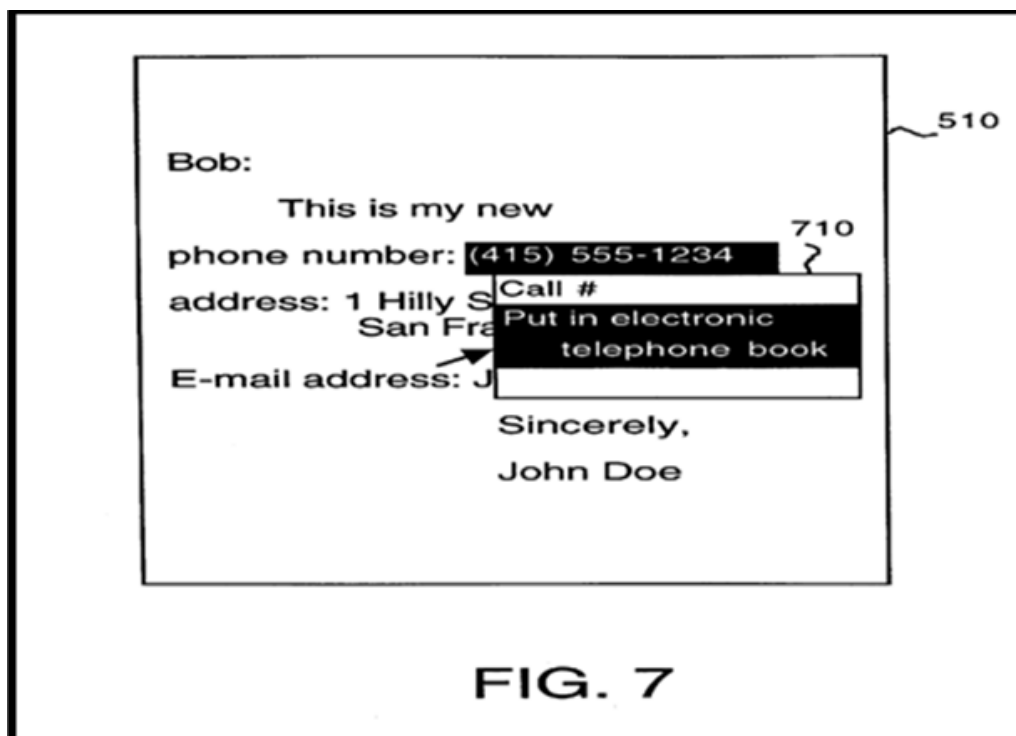 510
Bob:
This is my new
710
phone number: (415) 555-1234
Call #
address: 1 Hilly S
Put in electronic
San Fra
telephone book
E-mail address: J
Sincerely,
John Doe
FIG. 7